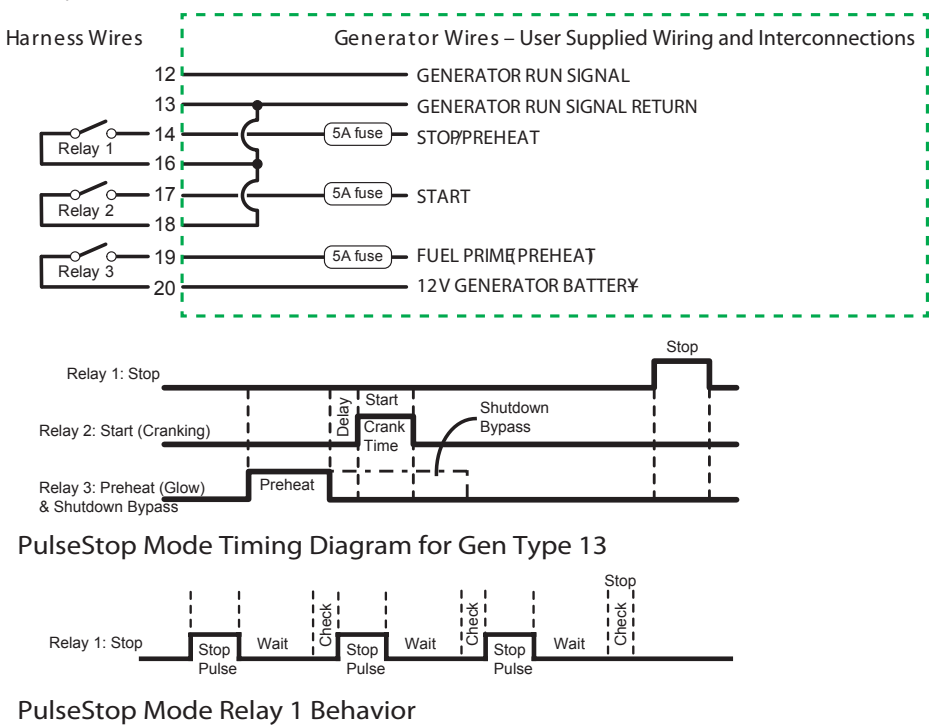 Harness Wires
Generator Wires – User Supplied Wiring and Interconnections
12 GENERATOR RUN SIGNAL
13 GENERATOR RUN SIGNAL RETURN
14 5A fuse STOP/PREHEAT
Relay 1
16
17 5A fuse START
Relay 2
18
19 5A fuse FUEL PRIME(PREHEAT)
Relay 3
20 12V GENERATOR BATTERY+
Stop
Relay 1: Stop
Delay
Start
Shutdown
Bypass
Relay 2: Start (Cranking)
Crank
Time
Relay 3: Preheat (Glow)
& Shutdown Bypass
Preheat
PulseStop Mode Timing Diagram for Gen Type 13
Stop
Relay 1: Stop
Stop
Pulse
Wait
Check
Stop
Pulse
Wait
Check
Stop
Pulse
Wait
Check
PulseStop Mode Relay 1 Behavior